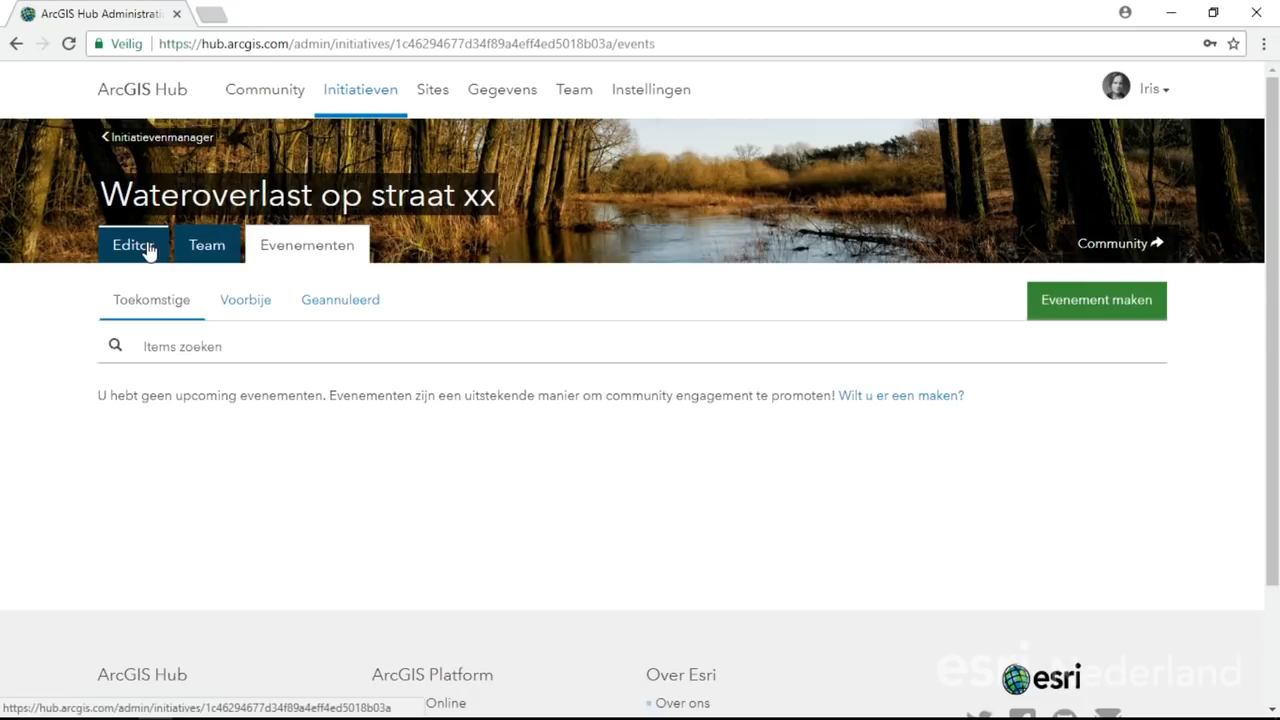 ArcGIS Hub Administrati
Veilig https://hub.arcgis.com/admin/initiatives/1c46294677d34f89a4eff4ed5018b03a/events
ArcGIS Hub Community Initiatieven Sites Gegevens Team Instellingen Iris
Initiatievenmanager
Wateroverlast op straat xx
Editor Team Evenementen Community
Toekomstige Voorbije Geannuleerd Evenement maken
Items zoeken
U hebt geen upcoming evenementen. Evenementen zijn een uitstekende manier om community engagement te promoten! Wilt u er een maken?
ArcGIS Hub ArcGIS Platform Over Esri esri Nederland
esri
https://hub.arcgis.com/admin/initiatives/1c46294677d34f89a4eff4ed5018b03a Online Over ons